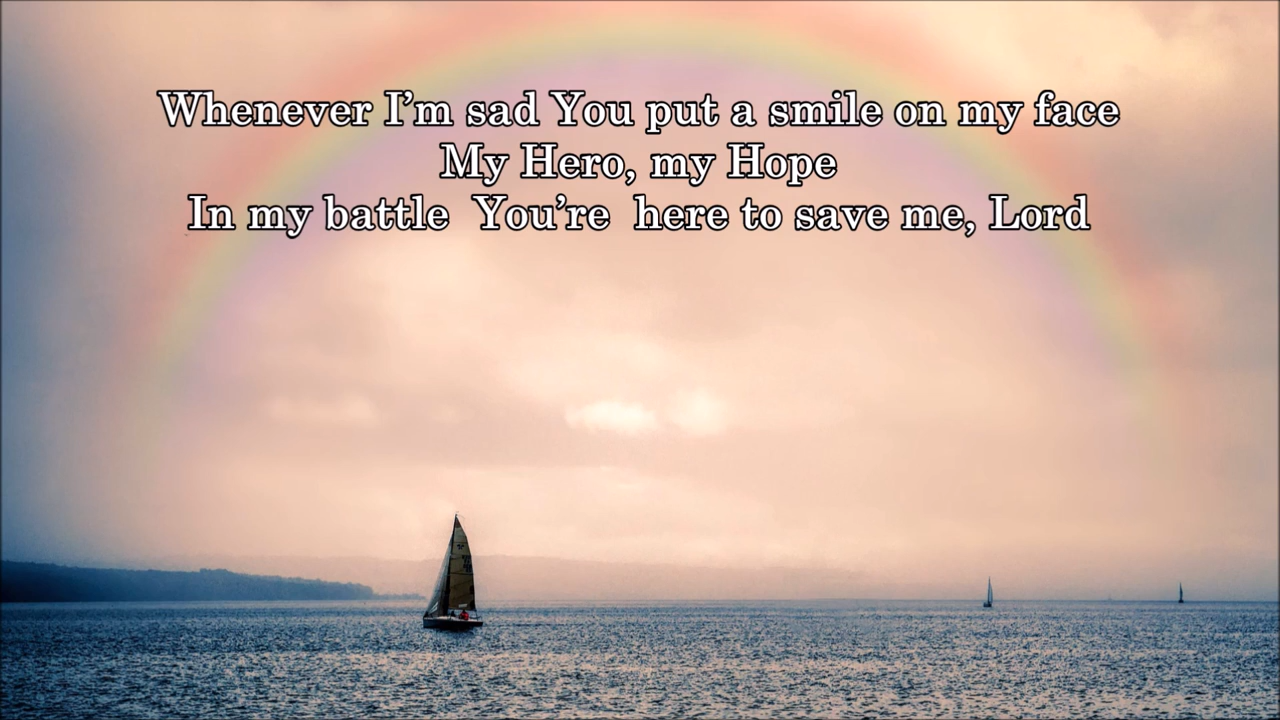 Whenever I’m sad You put a smile on my face
My Hero, my Hope
In my battle  You’re  here to save me, Lord